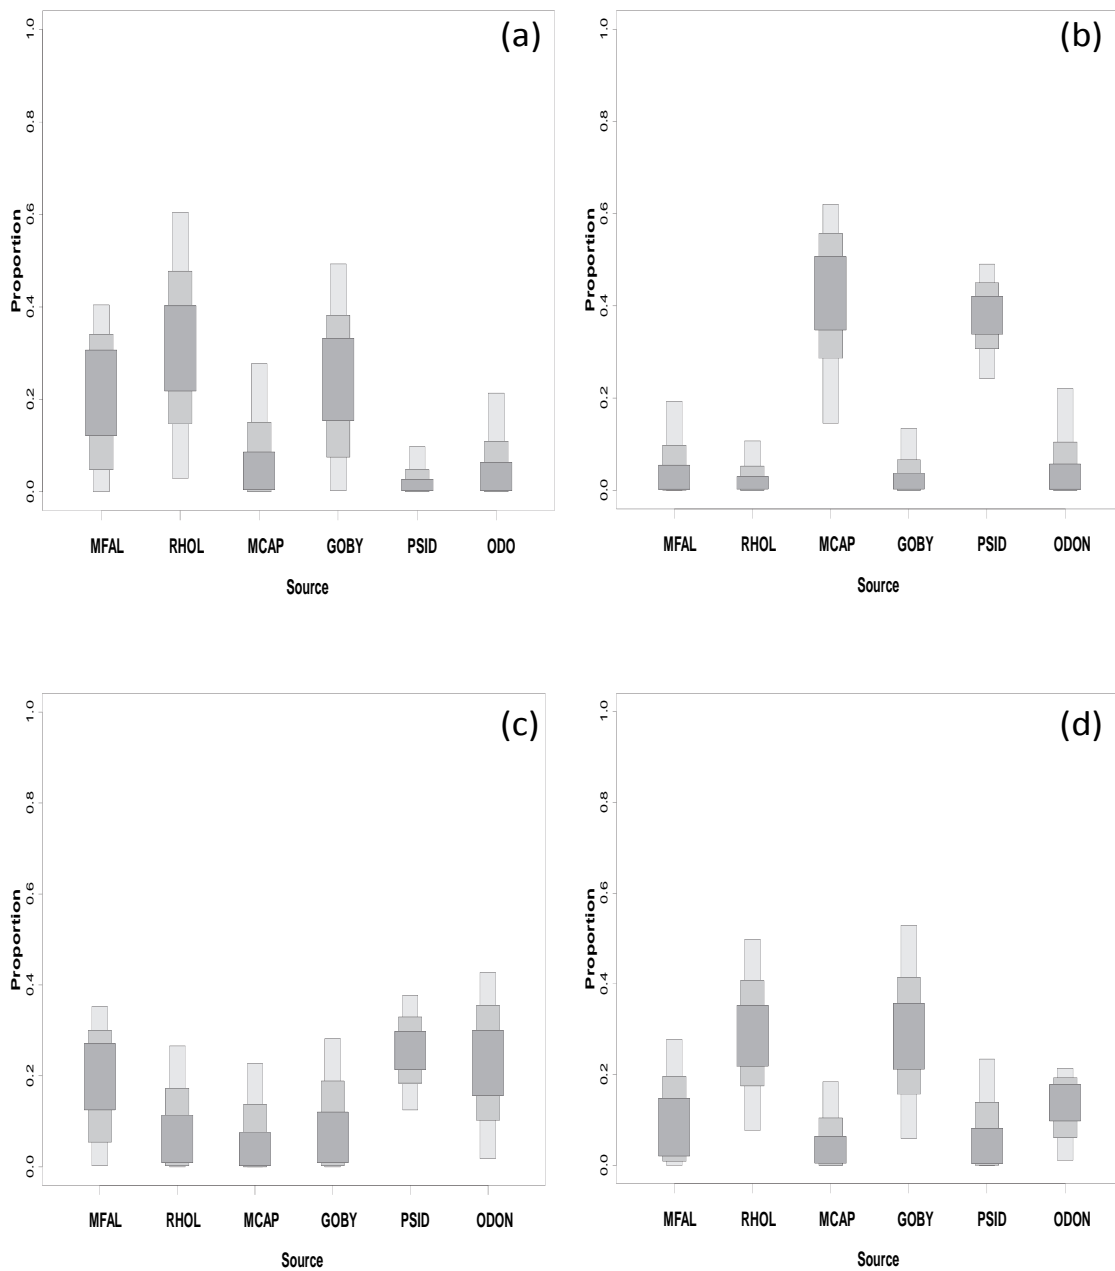 (a)
1.0
0.8
0.6
0.4
0.2
0.0
Proportion
MFAL RHOL MCAP GOBY PSID ODO
Source
(b)
1.0
0.8
0.6
0.4
0.2
0.0
Proportion
MFAL RHOL MCAP GOBY PSID ODON
Source
(c)
1.0
0.8
0.6
0.4
0.2
0.0
Proportion
MFAL RHOL MCAP GOBY PSID ODON
Source
(d)
1.0
0.8
0.6
0.4
0.2
0.0
Proportion
MFAL RHOL MCAP GOBY PSID ODON
Source